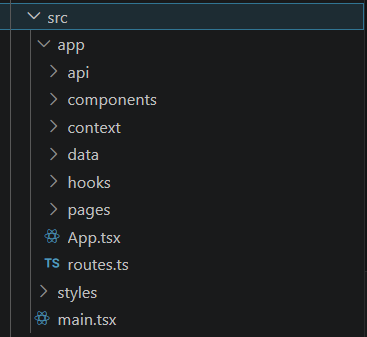 src
app
api
components
context
data
hooks
pages
App.tsx
TS routes.ts
styles
main.tsx